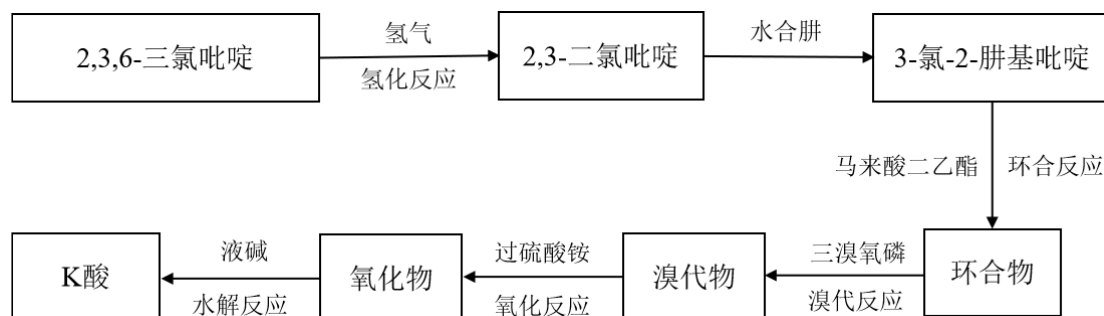 2,3,6-三氯吡啶
氢气
氢化反应
2,3-二氯吡啶
水合肼
3-氯-2-肼基吡啶
马来酸二乙酯
环合反应
环合物
三溴氧磷
溴代反应
溴代物
过硫酸铵
氧化反应
氧化物
液碱
水解反应
K酸